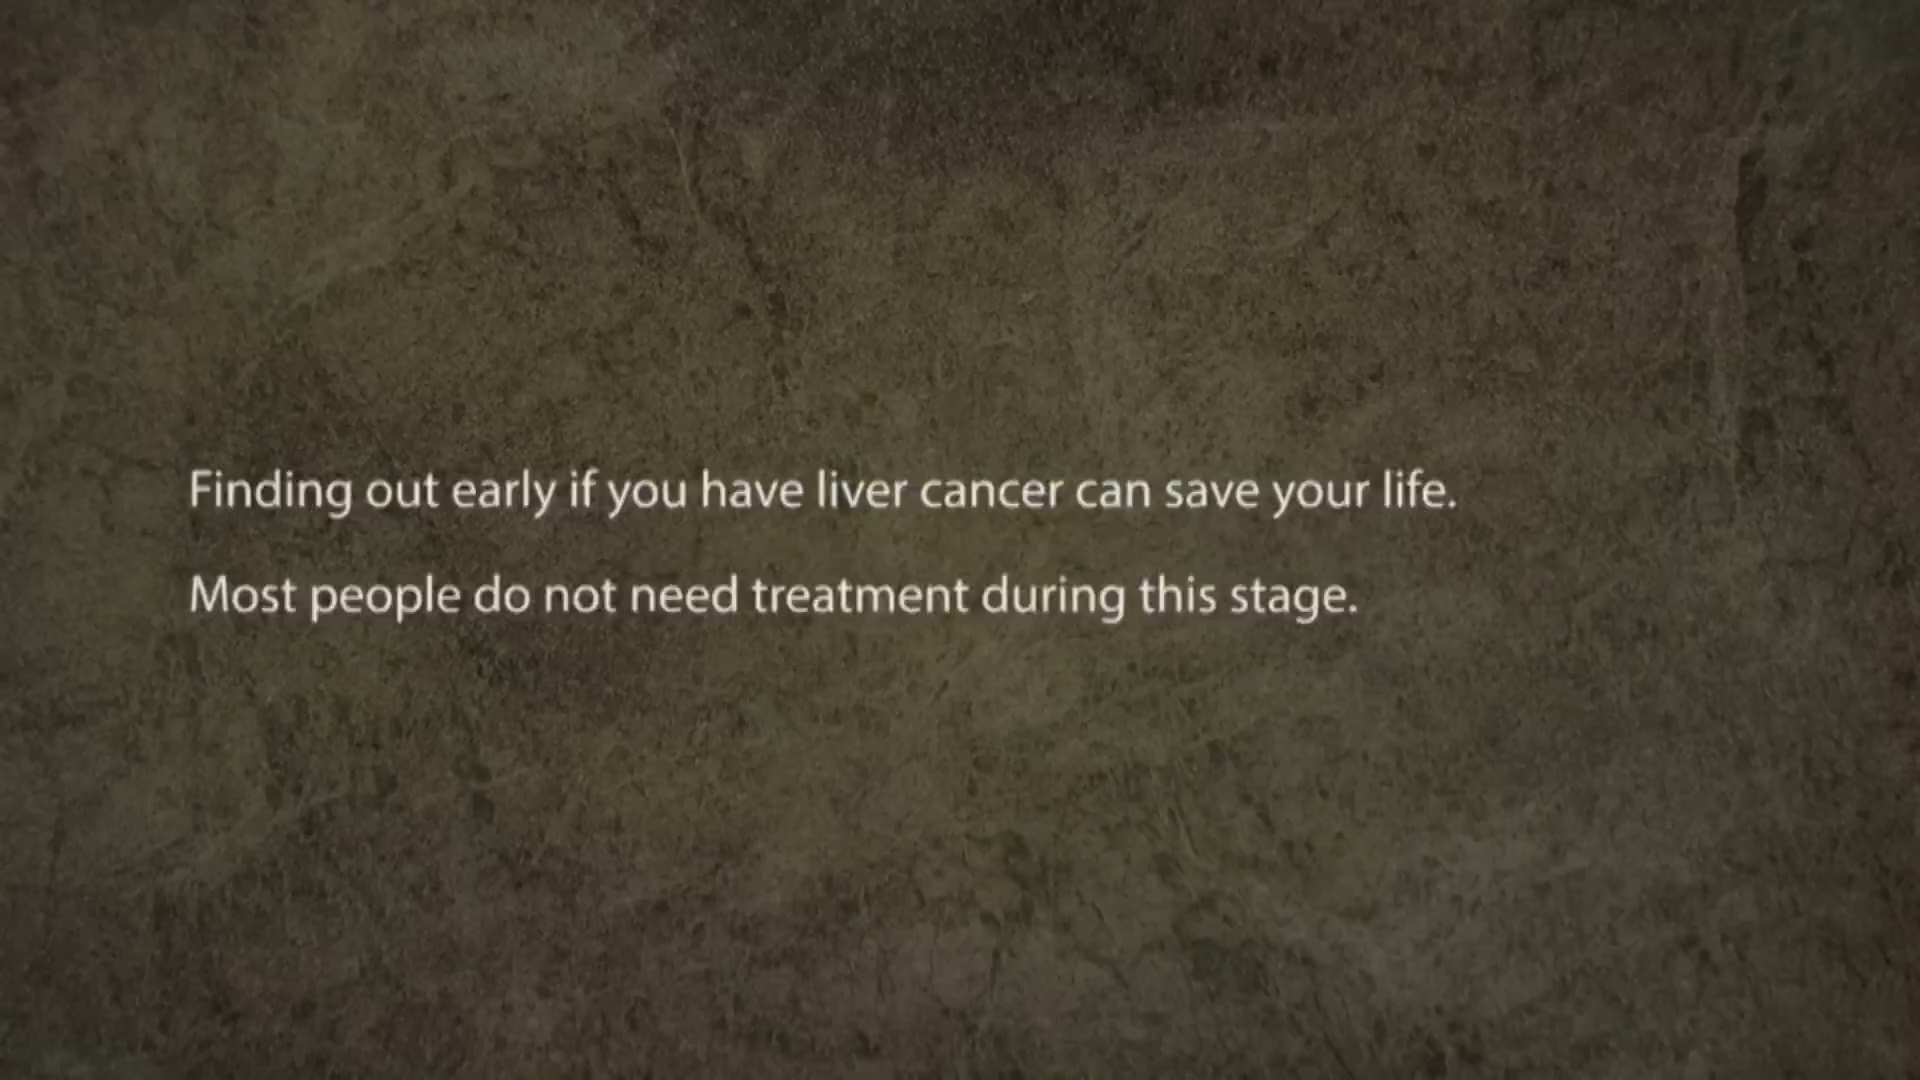 Finding out early if you have liver cancer can save your life.
Most people do not need treatment during this stage.